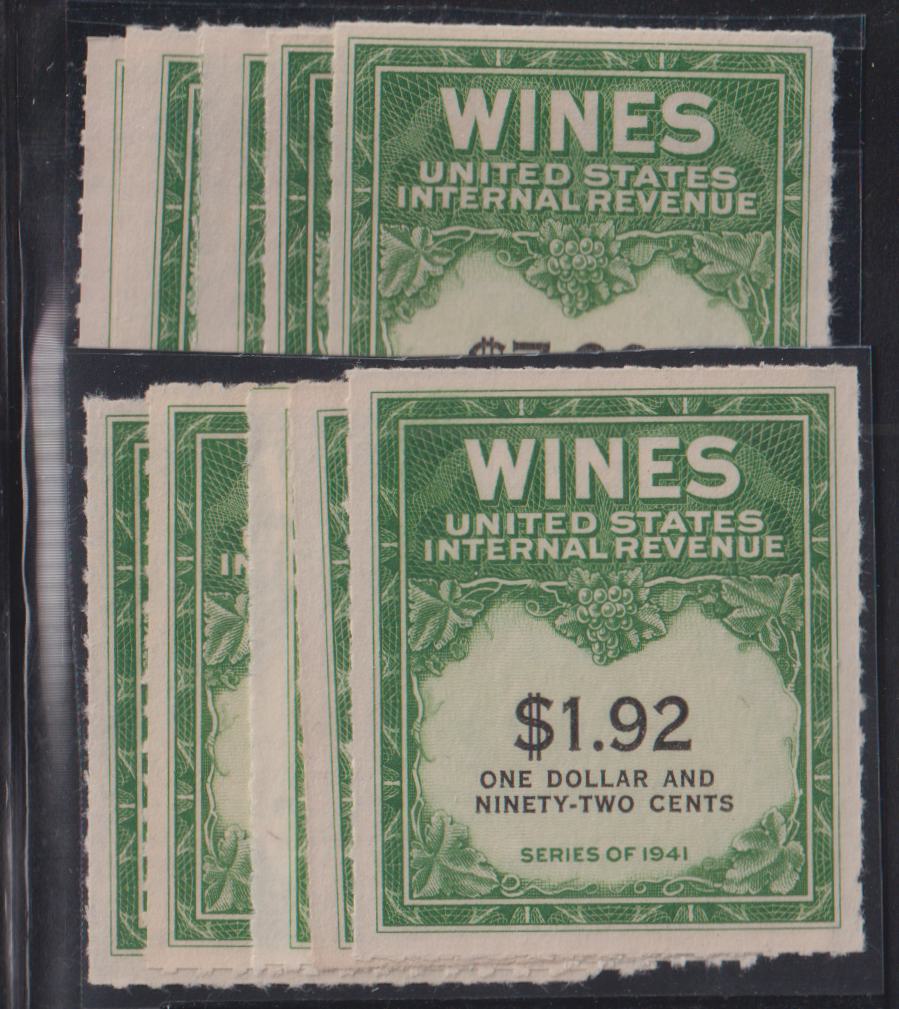 WINES
UNITED STATES
INTERNAL REVENUE
WINES
UNITED STATES
INTERNAL REVENUE
$1.92
ONE DOLLAR AND
NINETY-TWO CENTS
SERIES OF 1941